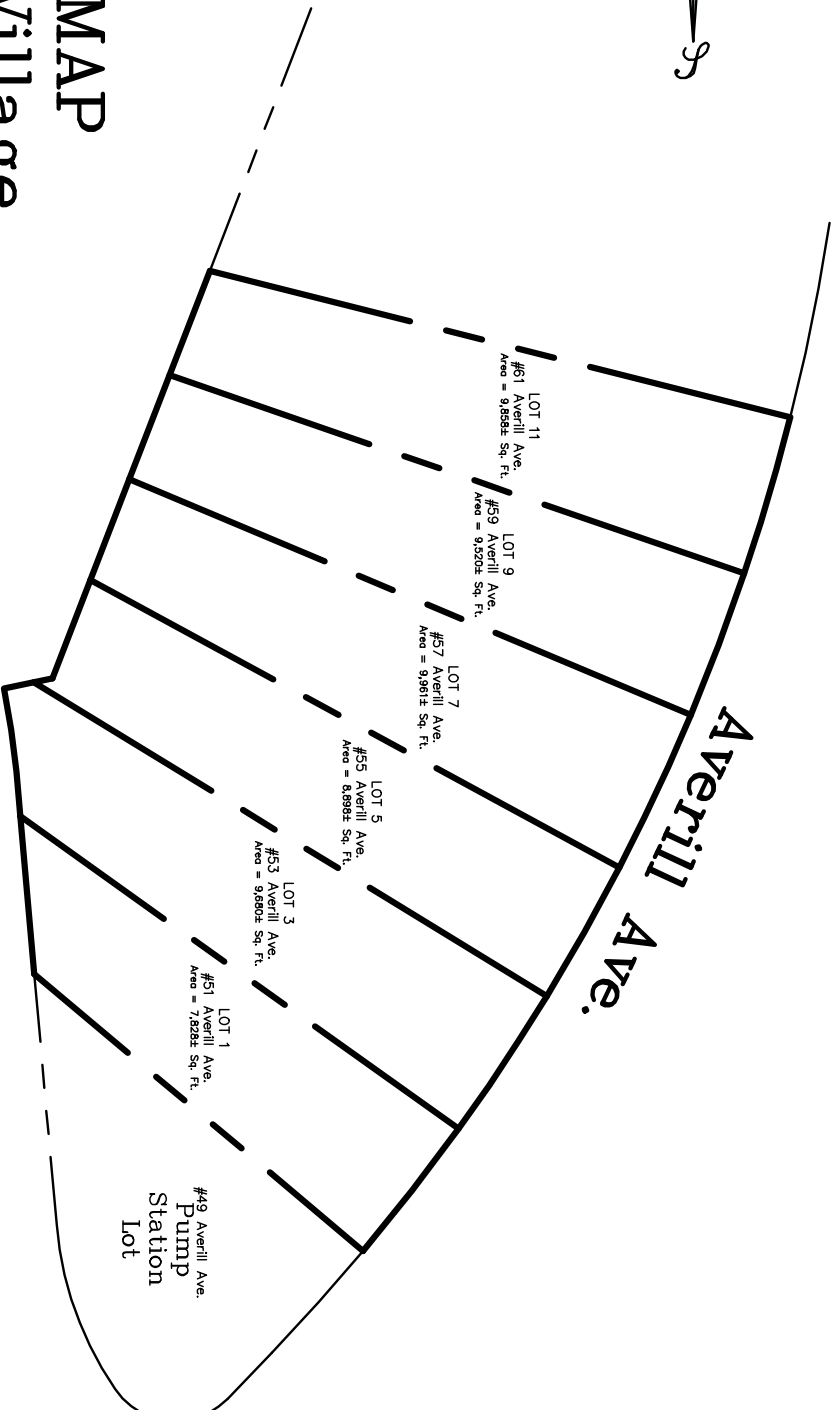 S
MAP
Village
Averill Ave.
LOT 11
#61 Averill Ave.
Area = 9,858± Sq. Ft.
LOT 9
#59 Averill Ave.
Area = 9,520± Sq. Ft.
LOT 7
#57 Averill Ave.
Area = 9,961± Sq. Ft.
LOT 5
#55 Averill Ave.
Area = 8,898± Sq. Ft.
LOT 3
#53 Averill Ave.
Area = 9,680± Sq. Ft.
LOT 1
#51 Averill Ave.
Area = 7,828± Sq. Ft.
#49 Averill Ave.
Pump
Station
Lot